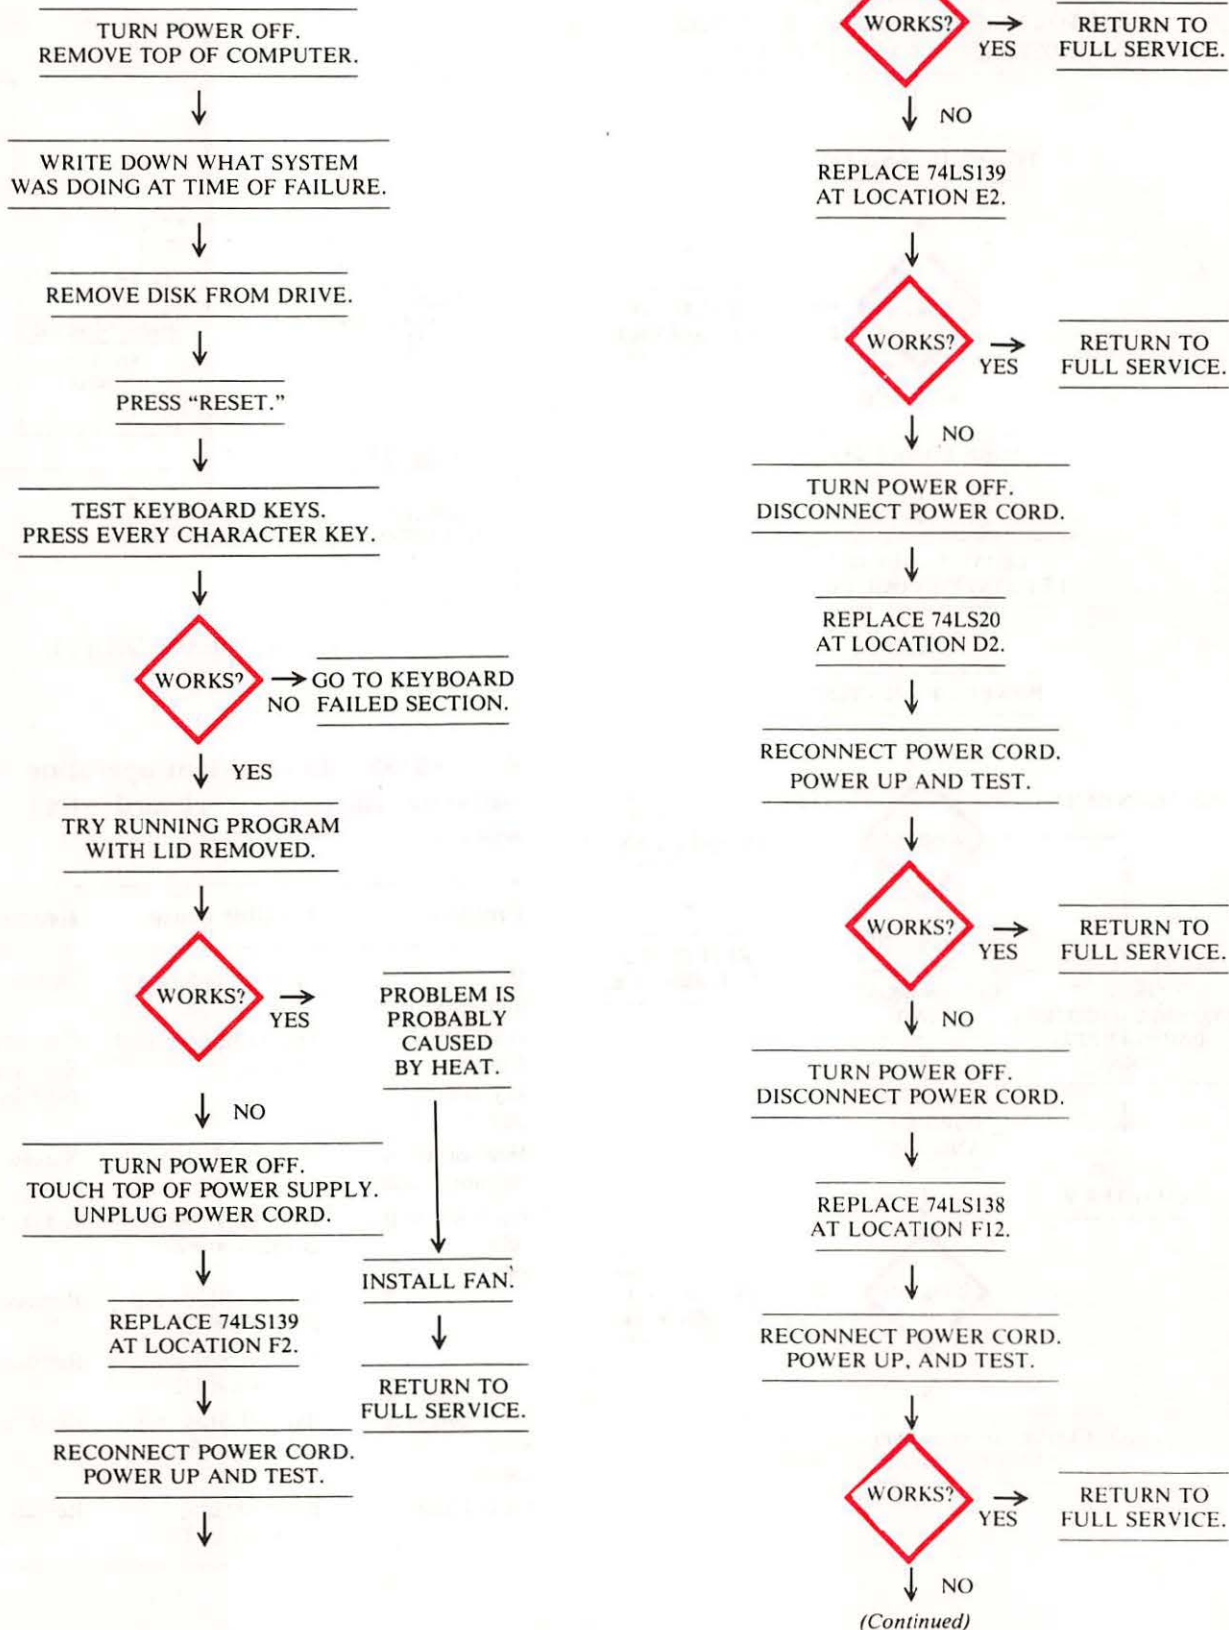 TURN POWER OFF.
REMOVE TOP OF COMPUTER.
WRITE DOWN WHAT SYSTEM
WAS DOING AT TIME OF FAILURE.
REMOVE DISK FROM DRIVE.
PRESS “RESET.”
TEST KEYBOARD KEYS.
PRESS EVERY CHARACTER KEY.
WORKS?
NO
GO TO KEYBOARD
FAILED SECTION.
YES
TRY RUNNING PROGRAM
WITH LID REMOVED.
WORKS?
YES
PROBLEM IS
PROBABLY
CAUSED
BY HEAT.
INSTALL FAN.
RETURN TO
FULL SERVICE.
NO
TURN POWER OFF.
TOUCH TOP OF POWER SUPPLY.
UNPLUG POWER CORD.
REPLACE 74LS139
AT LOCATION F2.
RECONNECT POWER CORD.
POWER UP AND TEST.
WORKS?
YES
RETURN TO
FULL SERVICE.
NO
REPLACE 74LS139
AT LOCATION E2.
WORKS?
YES
RETURN TO
FULL SERVICE.
NO
TURN POWER OFF.
DISCONNECT POWER CORD.
REPLACE 74LS20
AT LOCATION D2.
RECONNECT POWER CORD.
POWER UP AND TEST.
WORKS?
YES
RETURN TO
FULL SERVICE.
NO
TURN POWER OFF.
DISCONNECT POWER CORD.
REPLACE 74LS138
AT LOCATION F12.
RECONNECT POWER CORD.
POWER UP, AND TEST.
WORKS?
YES
RETURN TO
FULL SERVICE.
NO
(Continued)